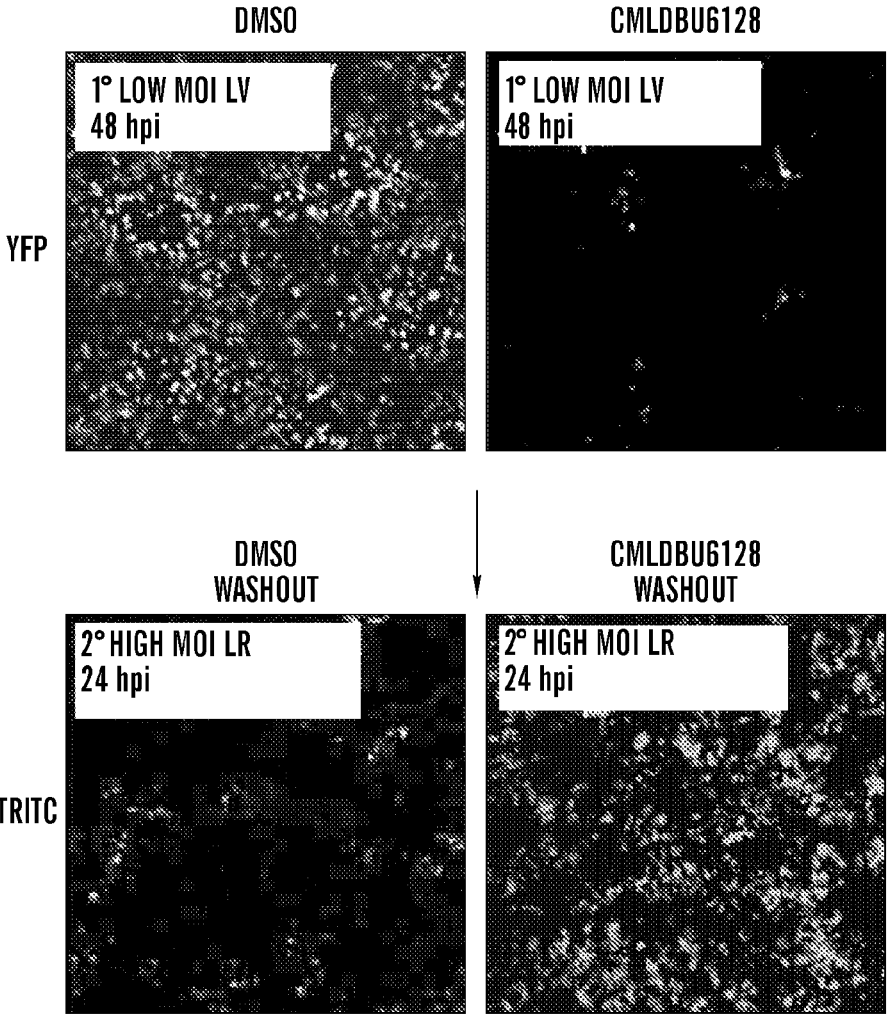 DMSO
CMLDBU6128
1° LOW MOI LV
48 hpi
1° LOW MOI LV
48 hpi
YFP
DMSO
WASHOUT
CMLDBU6128
WASHOUT
2° HIGH MOI LR
24 hpi
2° HIGH MOI LR
24 hpi
TRITC